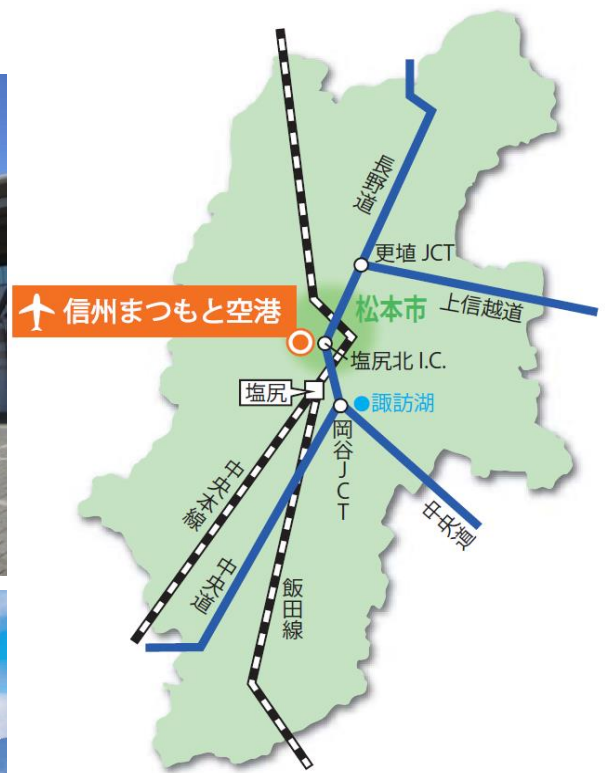 長野道
更埴 JCT
上信越道
信州まつもと空港
松本市
塩尻北 I.C.
塩尻
諏訪湖
岡谷JCT
中央本線
中央道
中央道
飯田線